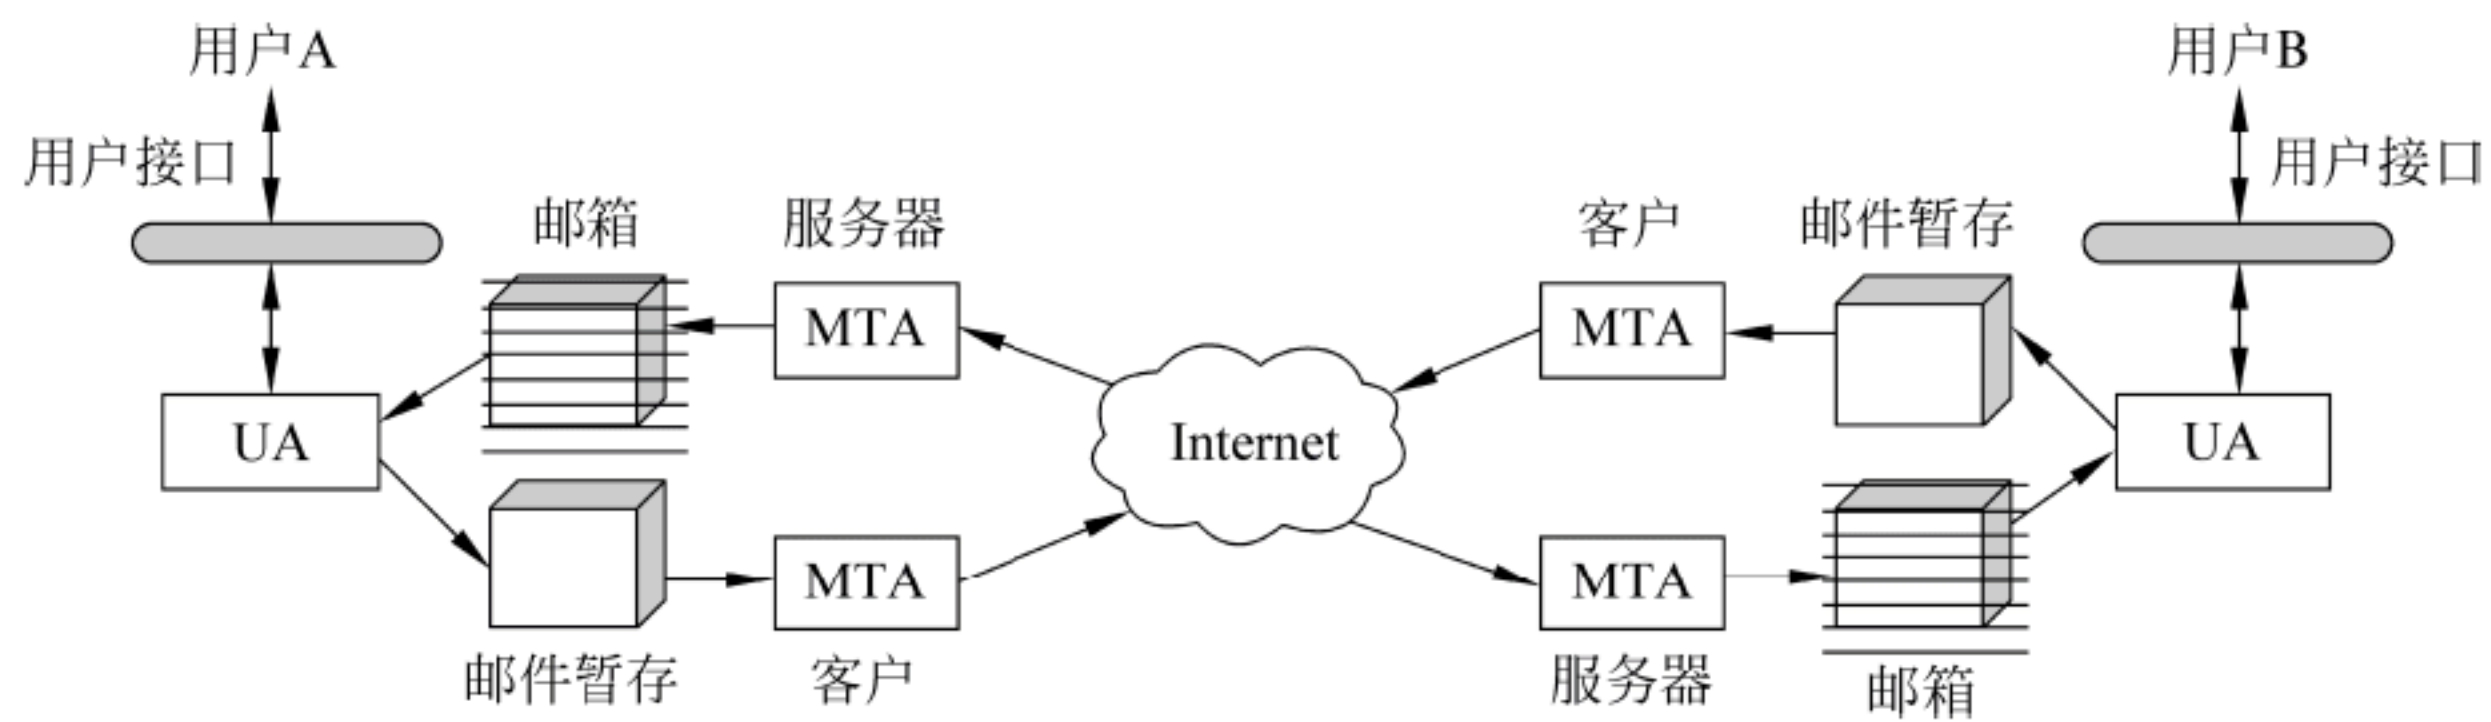 用户A
用户B
用户接口
用户接口
邮箱
服务器
客户
邮件暂存
MTA
MTA
UA
Internet
UA
MTA
MTA
邮件暂存
客户
服务器
邮箱